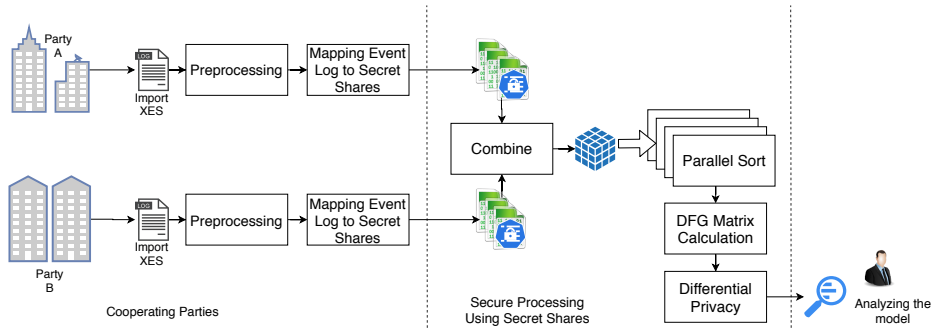 Party
A
LOG
Import
XES
Preprocessing
Mapping Event
Log to Secret
Shares
Combine
Parallel Sort
DFG Matrix
Calculation
Differential
Privacy
Party
B
LOG
Import
XES
Preprocessing
Mapping Event
Log to Secret
Shares
Cooperating Parties
Secure Processing
Using Secret Shares
Analyzing the
model